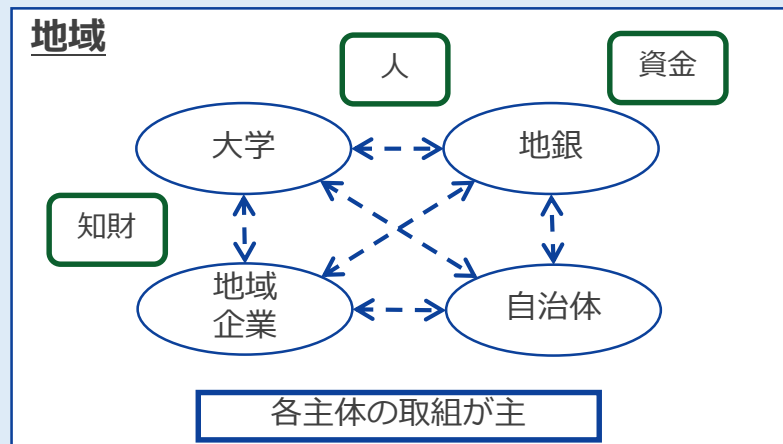 地域
人
資金
大学
地銀
知財
地域
企業
自治体
各主体の取組が主